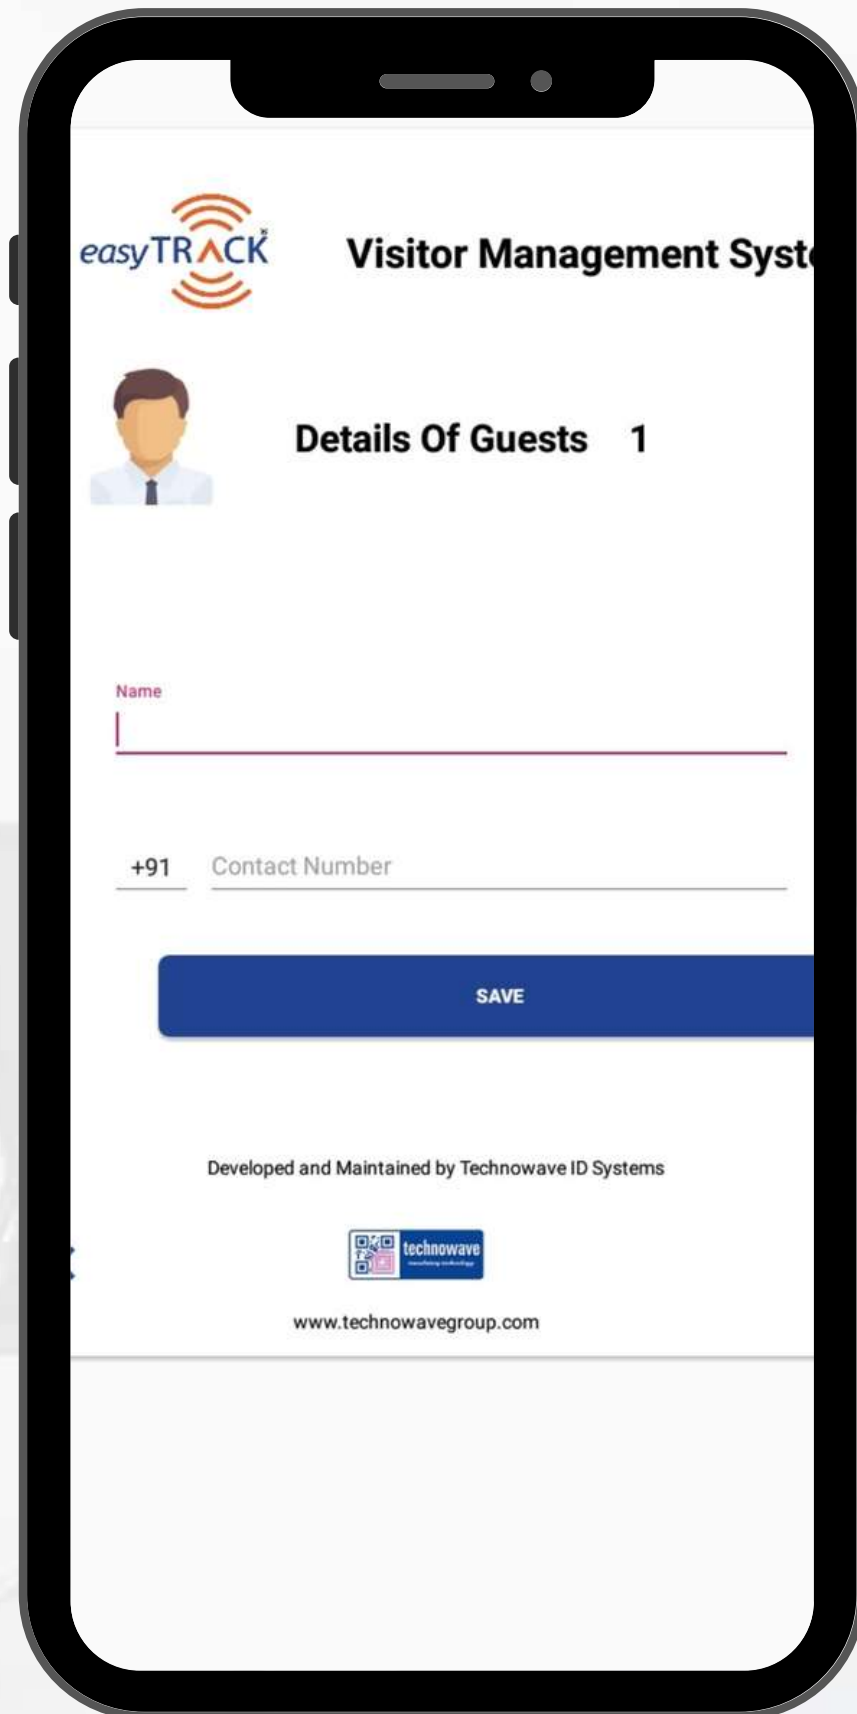 easyTRACK
Visitor Management Syste
Details Of Guests 1
Name
+91 Contact Number
SAVE
Developed and Maintained by Technowave ID Systems
technowave
www.technowavegroup.com